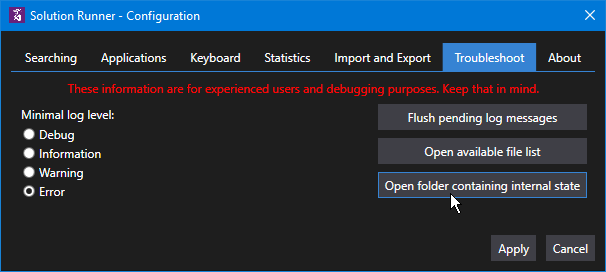 Solution Runner - Configuration
Searching Applications Keyboard Statistics Import and Export Troubleshoot About
These information are for experienced users and debugging purposes. Keep that in mind.
Minimal log level:
Debug
Information
Warning
Error
Flush pending log messages
Open available file list
Open folder containing internal state
Apply Cancel